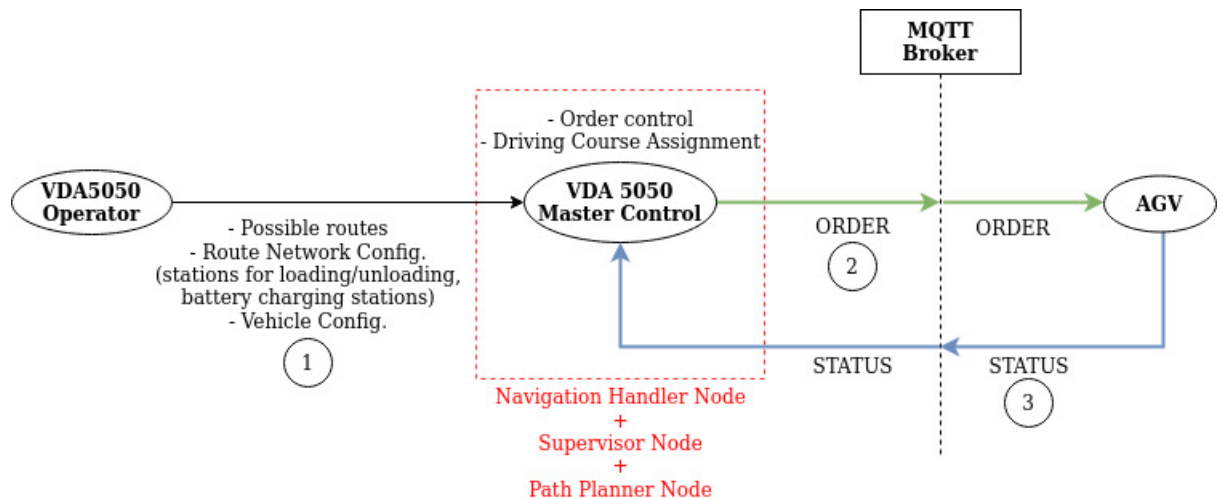 MQTT
Broker
- Order control
- Driving Course Assignment
VDA5050
Operator
VDA 5050
Master Control
AGV
- Possible routes
- Route Network Config.
(stations for loading/unloading,
battery charging stations)
- Vehicle Config.
1
ORDER
2
ORDER
STATUS
STATUS
3
Navigation Handler Node
+
Supervisor Node
+
Path Planner Node